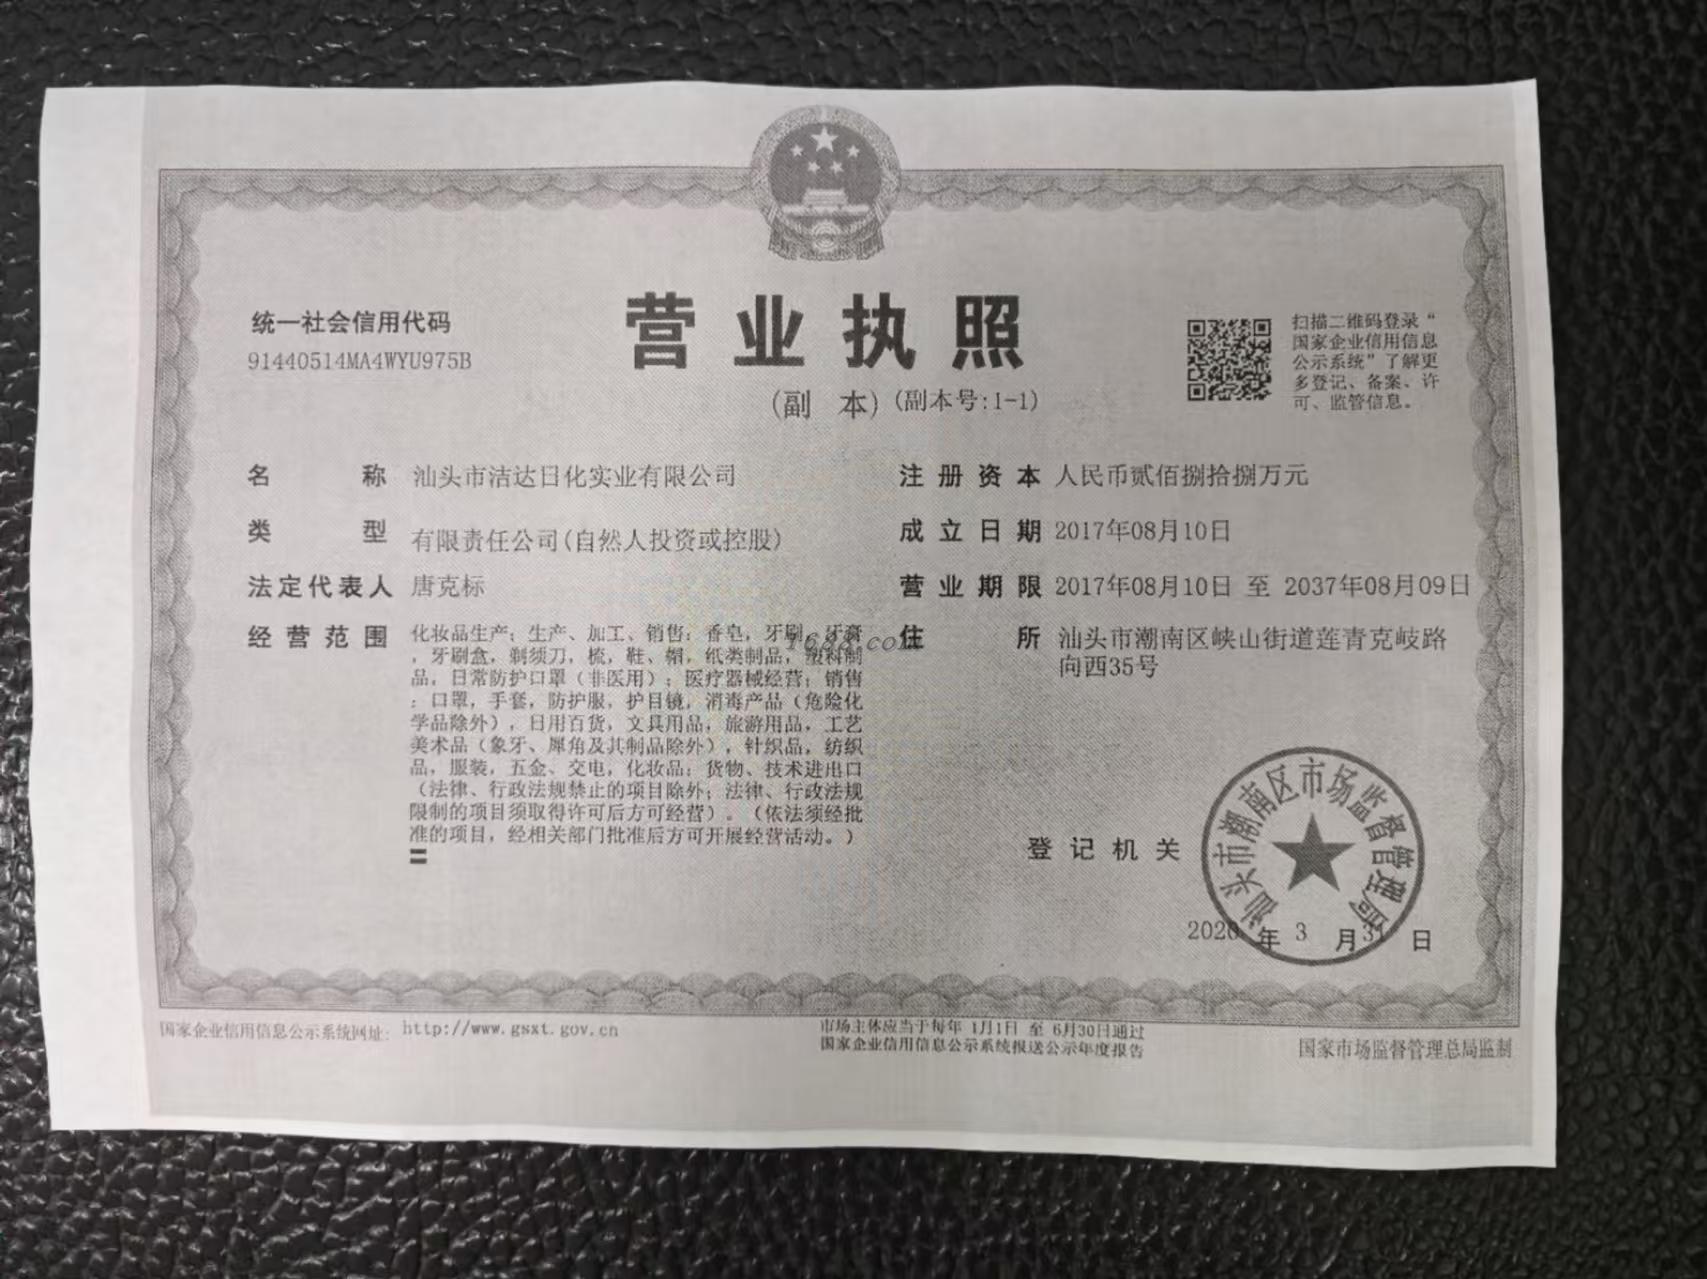 营业执照
(副 本) (副本号:1-1)
统一社会信用代码
91440514MA4WYU975B
扫描二维码登录“
国家企业信用信息
公示系统”了解更
多登记、备案、许
可、监管信息。
名 称 汕头市洁达日化实业有限公司
类 型 有限责任公司(自然人投资或控股)
法定代表人 唐克标
经营范围 化妆品生产；生产、加工、销售：香皂，牙刷，牙膏
，牙刷盒，剃须刀，梳，鞋、帽，纸类制品，塑料制
品，日常防护口罩（非医用）；医疗器械经营；销售
：口罩，手套，防护服，护目镜，消毒产品（危险化
学品除外），日用百货，文具用品，旅游用品，工艺
美术品（象牙、犀角及其制品除外），针织品，纺织
品，服装，五金、交电，化妆品；货物、技术进出口
（法律、行政法规禁止的项目除外；法律、行政法规
限制的项目须取得许可后方可经营）。（依法须经批
准的项目，经相关部门批准后方可开展经营活动。）
注册资本 人民币贰佰捌拾捌万元
成立日期 2017年08月10日
营业期限 2017年08月10日 至 2037年08月09日
住 所 汕头市潮南区峡山街道莲青克岐路
向西35号
1688.com
登记机关
汕头市潮南区市场监督管理局
2020 年 3 月 31 日
国家企业信用信息公示系统网址: http://www.gsxt.gov.cn
市场主体应当于每年 1月1日 至 6月30日通过
国家企业信用信息公示系统报送公示年度报告
国家市场监督管理总局监制